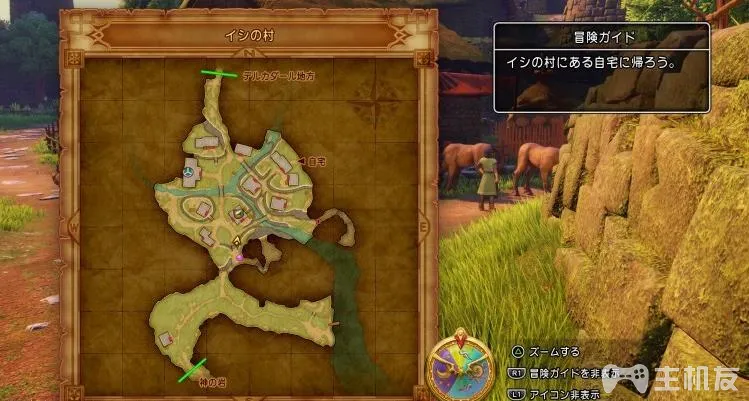 イシの村
N
デルカダール地方
自宅
W
E
神の岩
冒険ガイド
イシの村にある自宅に帰ろう。
ズームする
R1 冒険ガイドを非表示
L1 アイコン非表示
主机友